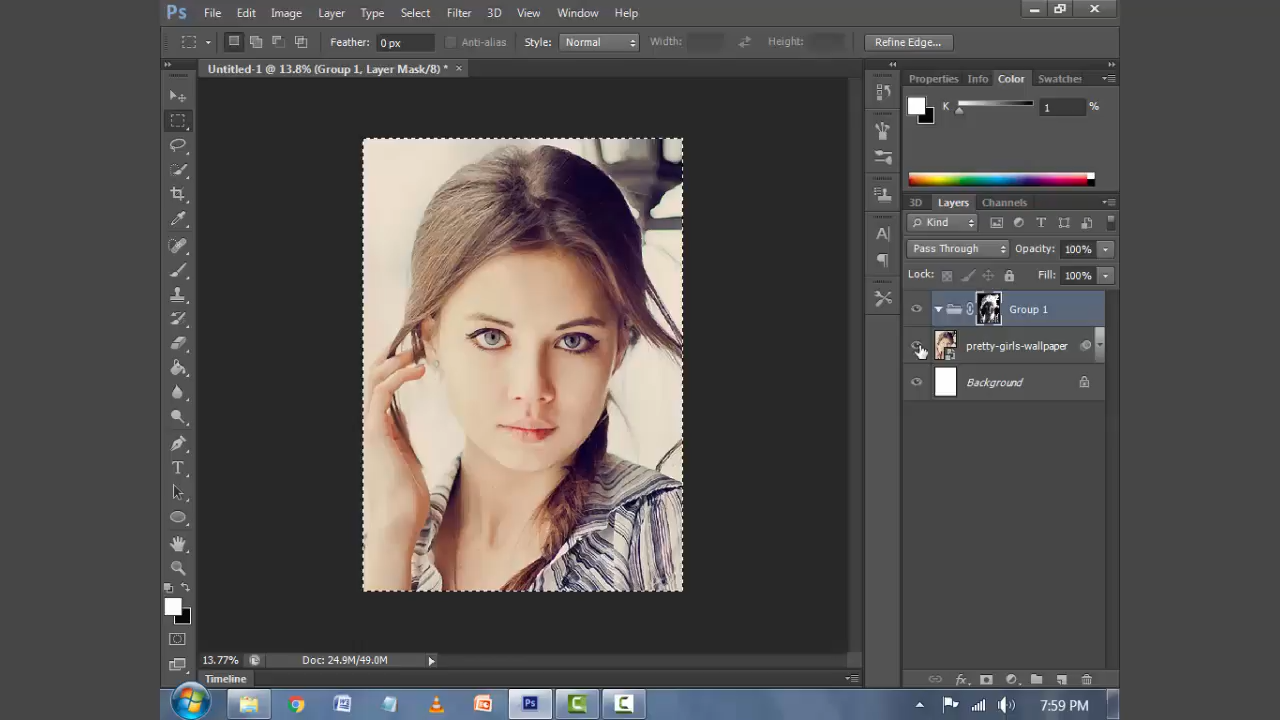 Ps File Edit Image Layer Type Select Filter 3D View Window Help
Feather: 0 px Anti-alias Style: Normal Width: Height: Refine Edge...
Untitled-1 @ 13.8% (Group 1, Layer Mask/8) * ×
Properties Info Color Swatches
K 1 %
3D Layers Channels
Kind T
Pass Through Opacity: 100%
Lock: Fill: 100%
Group 1
pretty-girls-wallpaper
Background
13.77% Doc: 24.9M/49.0M
Timeline
fx
Ps
7:59 PM